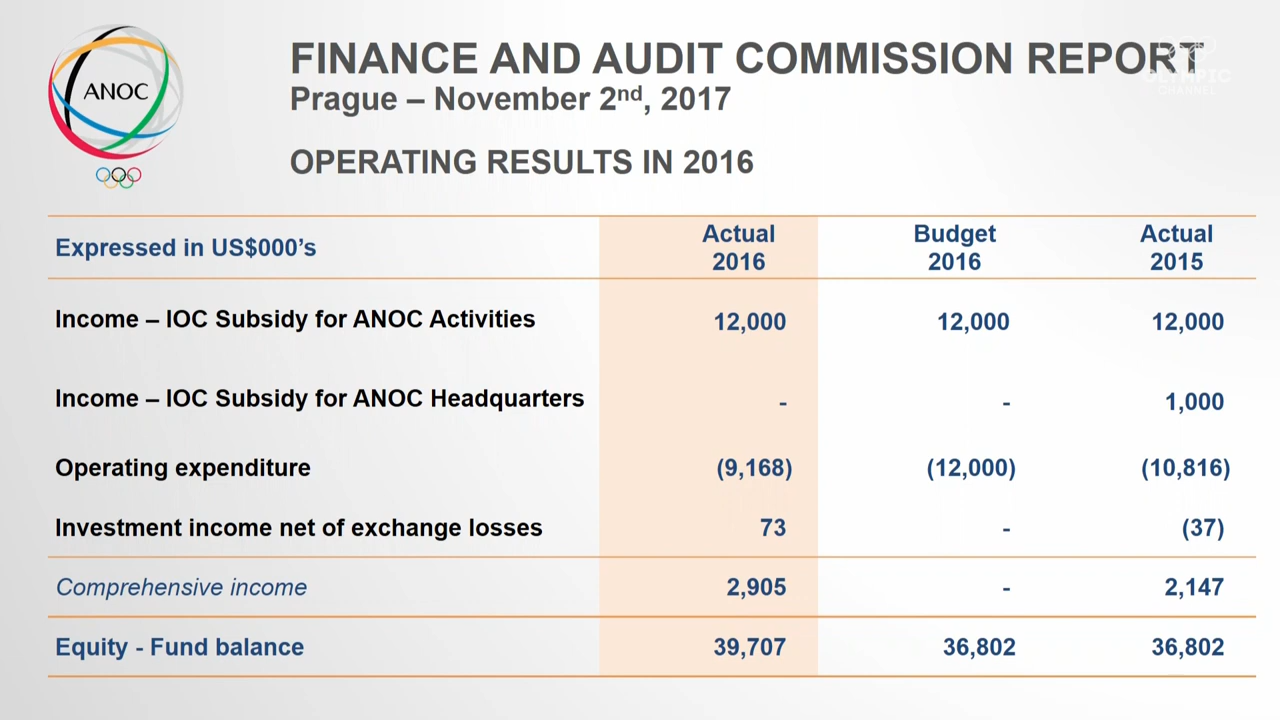 ANOC
FINANCE AND AUDIT COMMISSION REPORT
OLYMPIC
CHANNEL
Prague – November 2nd, 2017
OPERATING RESULTS IN 2016
Expressed in US$000’s Actual 2016 Budget 2016 Actual 2015
Income – IOC Subsidy for ANOC Activities 12,000 12,000 12,000
Income – IOC Subsidy for ANOC Headquarters - - 1,000
Operating expenditure (9,168) (12,000) (10,816)
Investment income net of exchange losses 73 - (37)
Comprehensive income 2,905 - 2,147
Equity - Fund balance 39,707 36,802 36,802